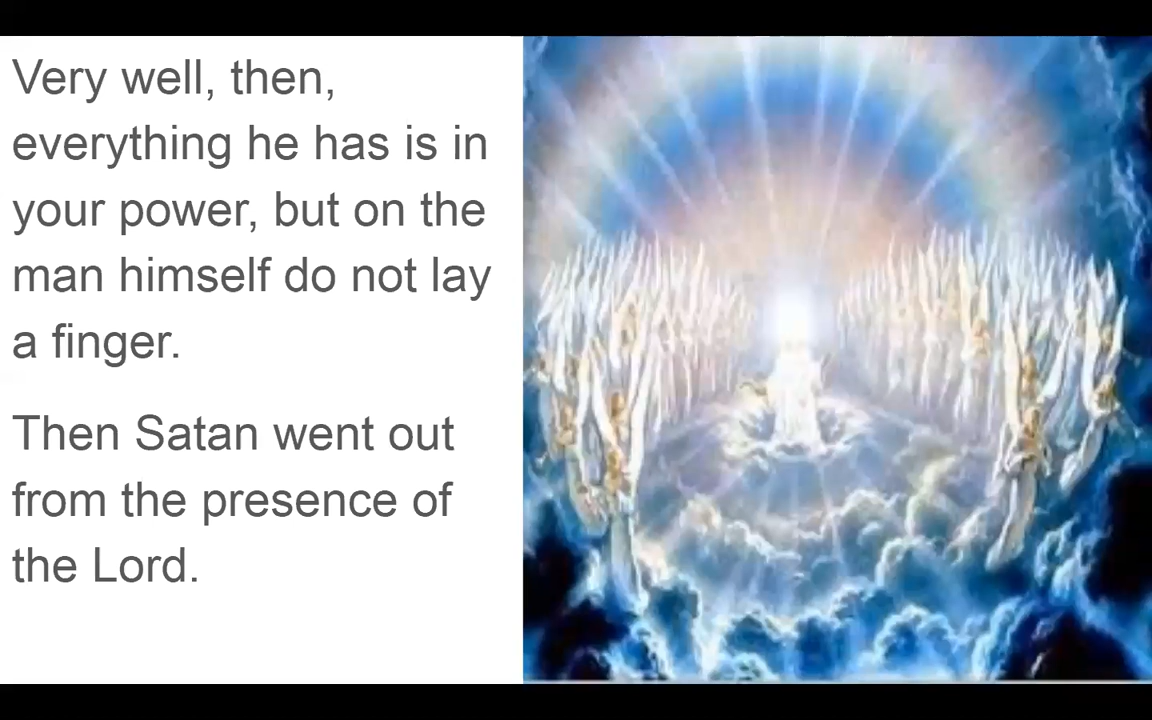 Very well, then,
everything he has is in
your power, but on the
man himself do not lay
a finger.
Then Satan went out
from the presence of
the Lord.